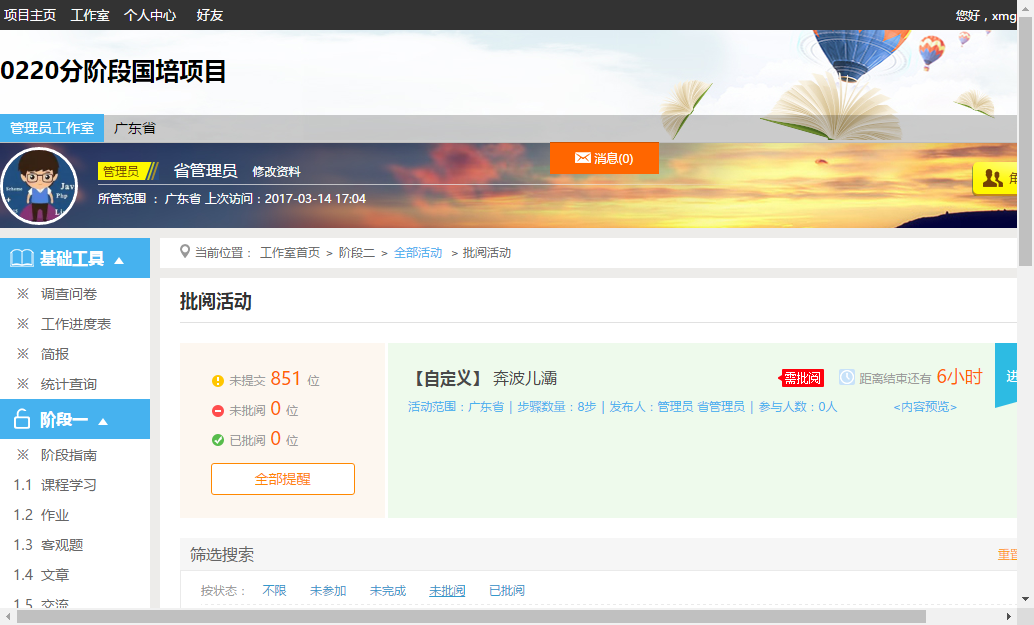 项目主页 工作室 个人中心 好友 您好，xmg
0220分阶段国培项目
管理员工作室 广东省
管理员 省管理员 修改资料 消息(0)
所管范围 ： 广东省 上次访问：2017-03-14 17:04
基础工具
※ 调查问卷
※ 工作进度表
※ 简报
※ 统计查询
阶段一
※ 阶段指南
1.1 课程学习
1.2 作业
1.3 客观题
1.4 文章
1.5 交流
当前位置： 工作室首页 > 阶段二 > 全部活动 > 批阅活动
批阅活动
未提交 851 位
未批阅 0 位
已批阅 0 位
全部提醒
【自定义】 奔波儿灞 需批阅 距离结束还有 6小时 进
活动范围：广东省 | 步骤数量：8步 | 发布人：管理员 省管理员 | 参与人数：0人 <内容预览>
筛选搜索 重置
按状态： 不限 未参加 未完成 未批阅 已批阅